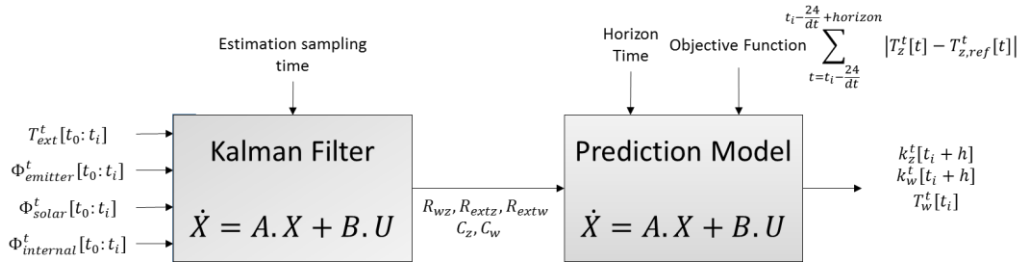 Estimation sampling
time
Horizon
Time
Objective Function
t_i-\frac{24}{dt}+horizon
∑
t=t_i-\frac{24}{dt}
|T_z^t[t] - T_{z,ref}^t[t]|
T_{ext}^t[t_0: t_i]
Φ_{emitter}^t[t_0: t_i]
Φ_{solar}^t[t_0: t_i]
Φ_{internal}^t[t_0: t_i]
Kalman Filter
Ẋ = A.X + B.U
R_{wz}, R_{extz}, R_{extw}
C_z, C_w
Prediction Model
Ẋ = A.X + B.U
k_z^t[t_i + h]
k_w^t[t_i + h]
T_w^t[t_i]